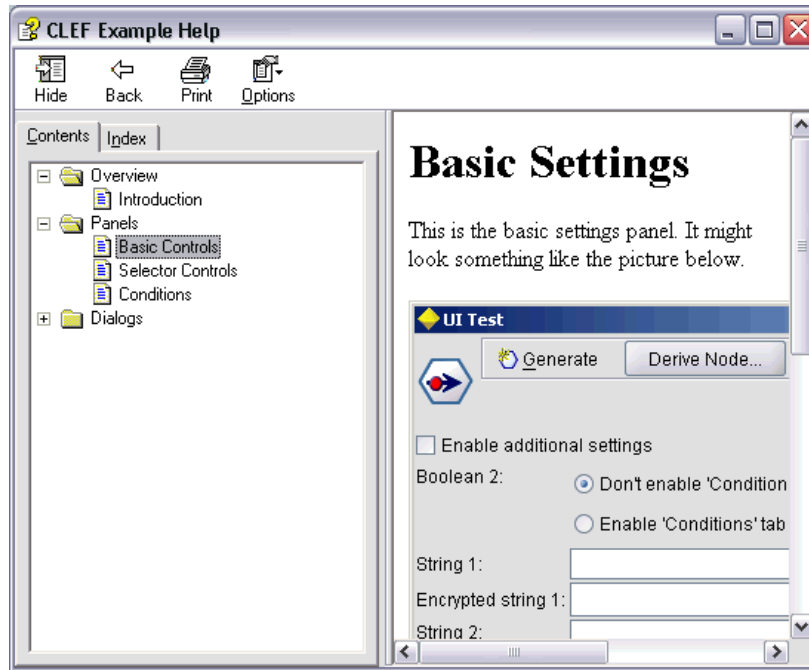 CLEF Example Help
Hide Back Print Options
Contents Index
Overview
Introduction
Panels
Basic Controls
Selector Controls
Conditions
Dialogs
Basic Settings
This is the basic settings panel. It might
look something like the picture below.
UI Test
Generate Derive Node...
Enable additional settings
Boolean 2: Don't enable 'Condition
Enable 'Conditions' tab
String 1:
Encrypted string 1:
String 2: